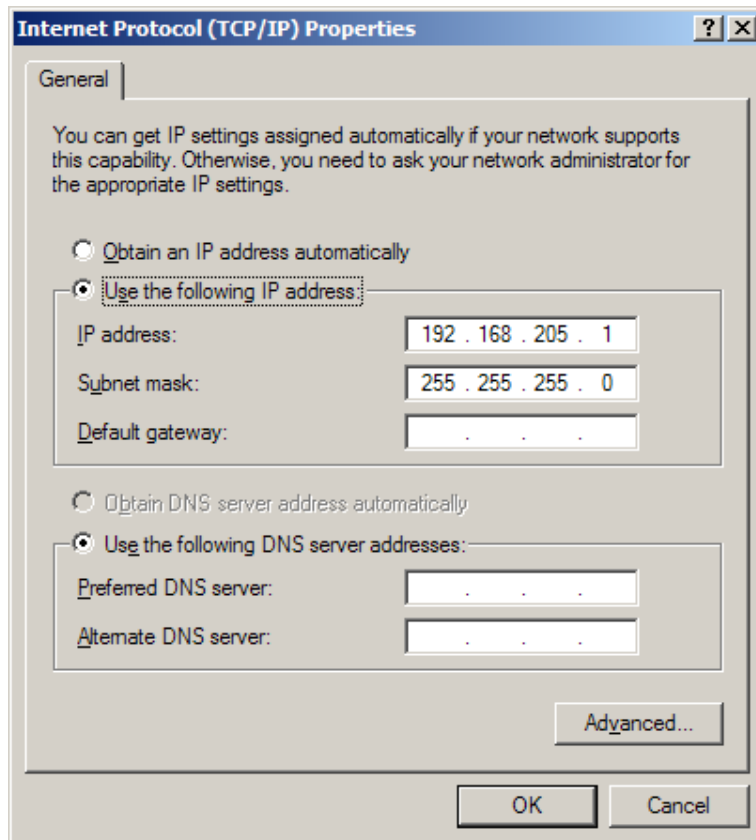 Internet Protocol (TCP/IP) Properties
General
You can get IP settings assigned automatically if your network supports
this capability. Otherwise, you need to ask your network administrator for
the appropriate IP settings.
Obtain an IP address automatically
Use the following IP address:
IP address: 192 . 168 . 205 . 1
Subnet mask: 255 . 255 . 255 . 0
Default gateway: . . .
Obtain DNS server address automatically
Use the following DNS server addresses:
Preferred DNS server: . . .
Alternate DNS server: . . .
Advanced...
OK Cancel